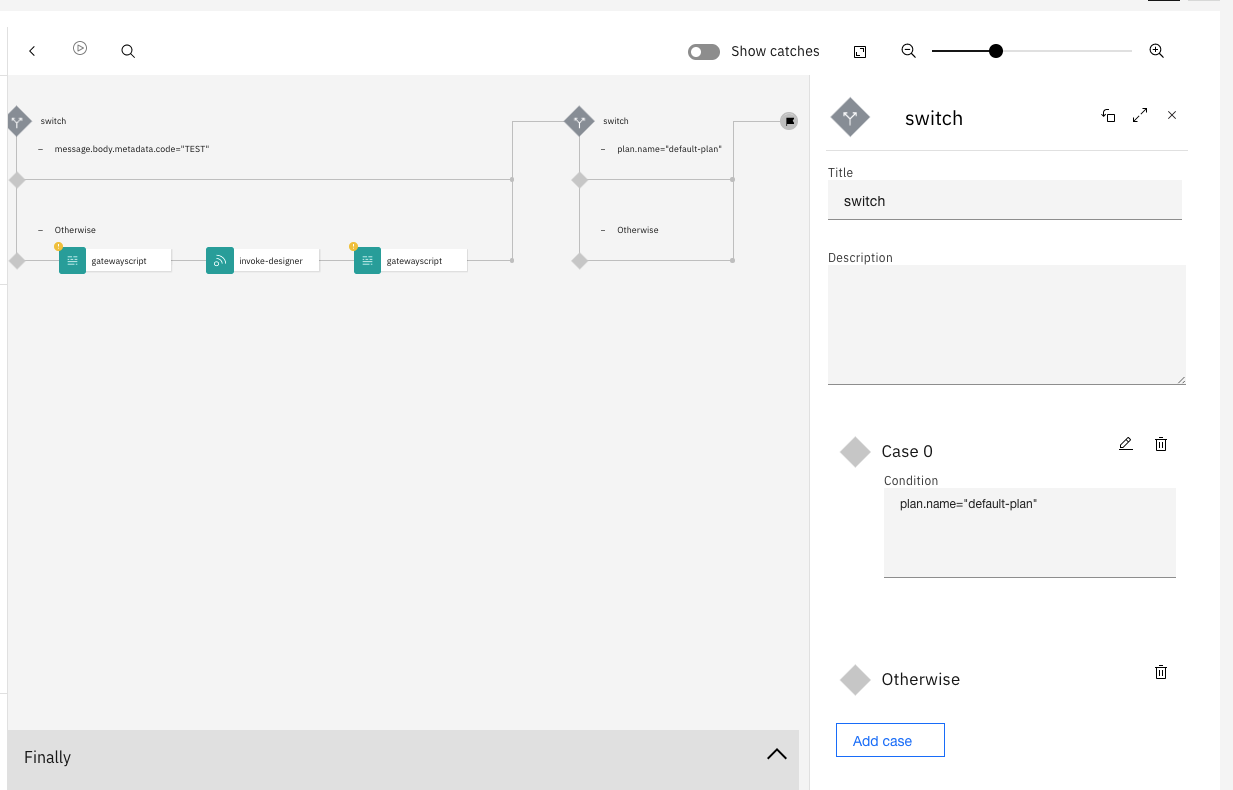 Show catches
switch
message.body.metadata.code="TEST"
Otherwise
gatewayscript
invoke-designer
gatewayscript
switch
plan.name="default-plan"
Otherwise
Finally
switch
Title
switch
Description
Case 0
Condition
plan.name="default-plan"
Otherwise
Add case